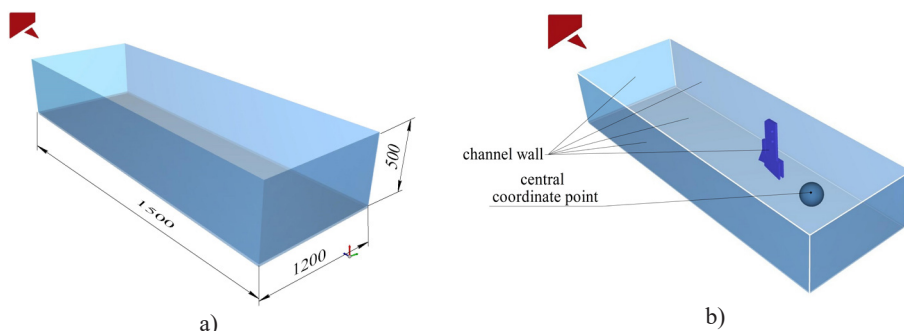 1500
1200
500
a)
channel wall
central
coordinate point
b)